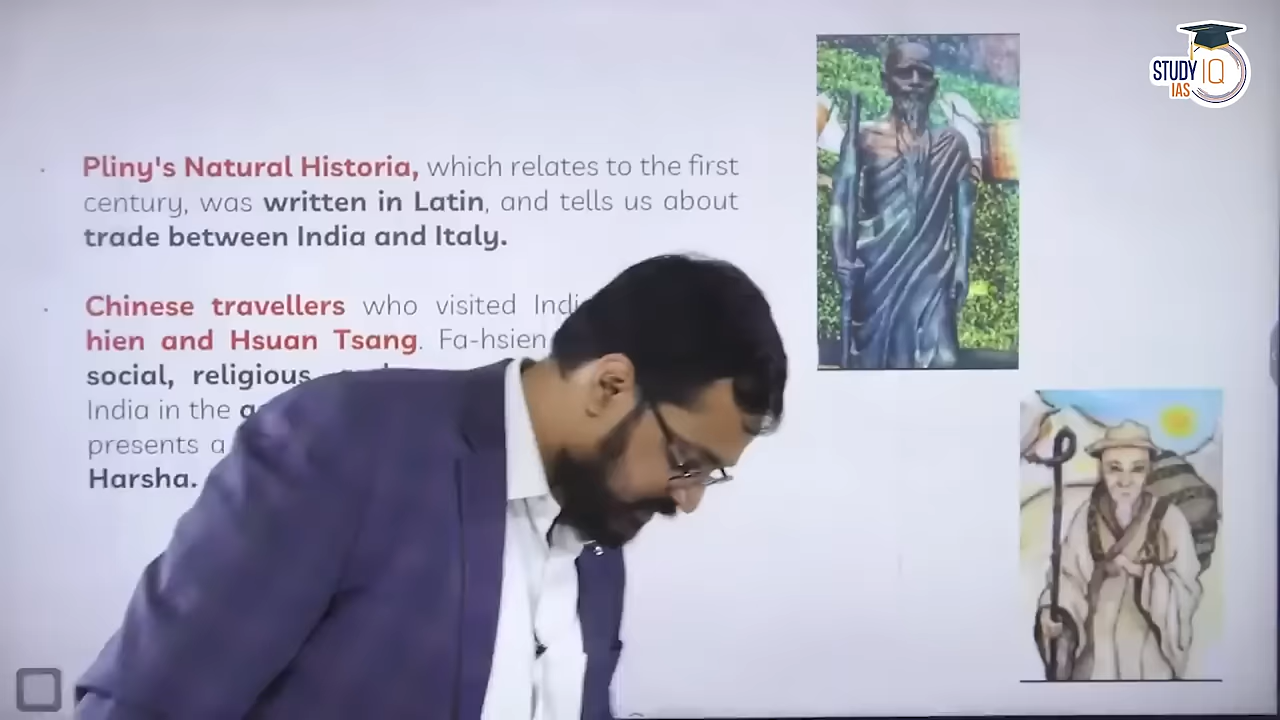 STUDY IQ
IAS
Pliny's Natural Historia, which relates to the first
century, was written in Latin, and tells us about
trade between India and Italy.
Chinese travellers who visited
hien and Hsuan Tsang. Fa-hsien
social, religious
India in the
presents a
Harsha.